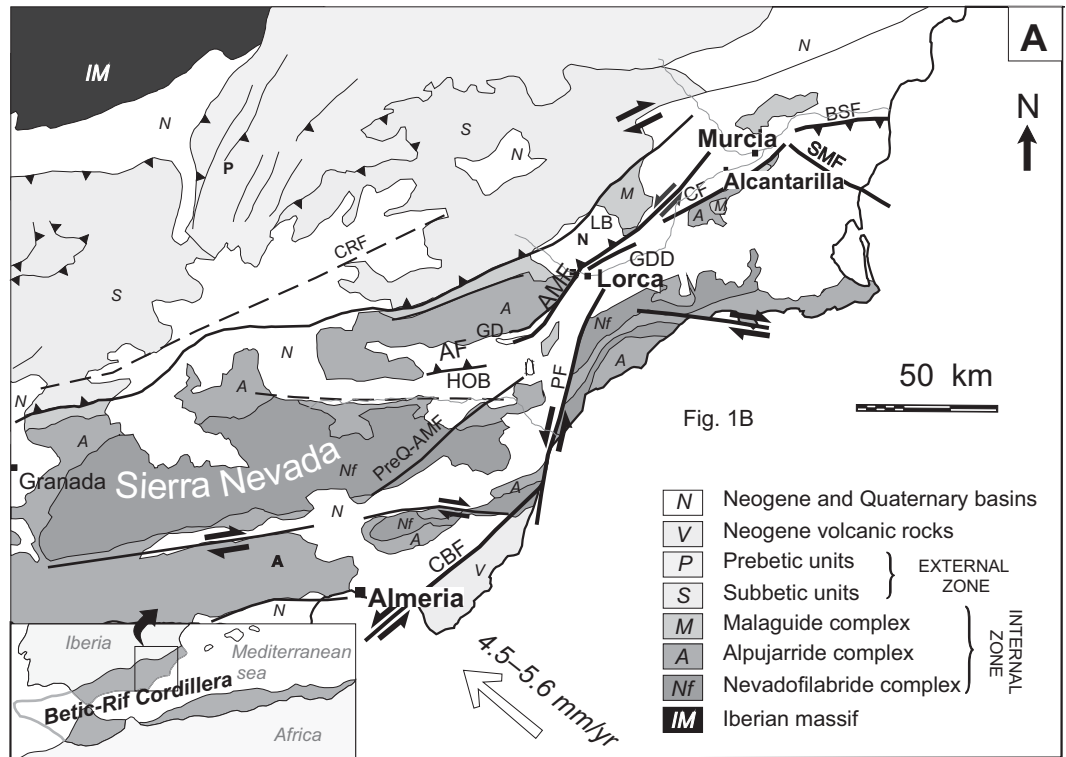 A
IM
N
N
N
S
P
N
BSF
Murcia
SMF
Alcantarilla
CF
M
A
M
CRF
LB
N
GDD
S
AMF
Lorca
A
GD
Nf
N
AF
A
PF
HOB
A
50 km
N
Fig. 1B
A
PreQ-AMF
Sierra Nevada
Nf
Granada
N
A
Nf
A
CBF
A
V
Almeria
N
4.5–5.6 mm/yr
N Neogene and Quaternary basins
V Neogene volcanic rocks
P Prebetic units
S Subbetic units
EXTERNAL
ZONE
M Malaguide complex
A Alpujarride complex
Nf Nevadofilabride complex
INTERNAL
ZONE
IM Iberian massif
Iberia
Mediterranean
sea
Betic-Rif Cordillera
Africa